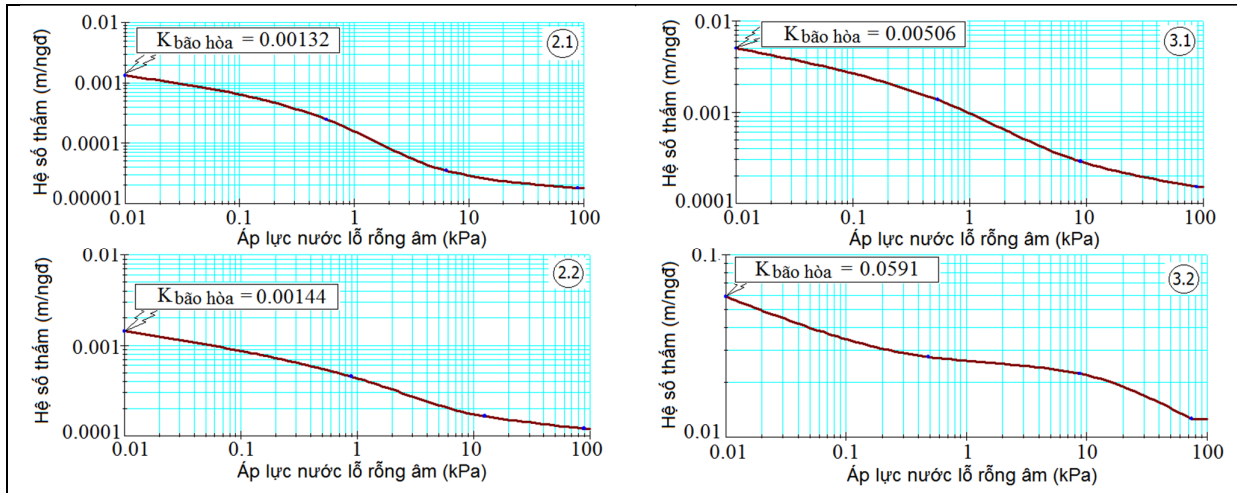 0.01
K bão hòa = 0.00132
2.1
0.001
0.0001
0.00001
Hệ số thấm (m/ngđ)
0.01 0.1 1 10 100
Áp lực nước lỗ rỗng âm (kPa)
0.01
K bão hòa = 0.00506
3.1
0.001
0.0001
Hệ số thấm (m/ngđ)
0.01 0.1 1 10 100
Áp lực nước lỗ rỗng âm (kPa)
0.01
2.2
K bão hòa = 0.00144
0.001
0.0001
Hệ số thấm (m/ngđ)
0.01 0.1 1 10 100
Áp lực nước lỗ rỗng âm (kPa)
0.1
K bão hòa = 0.0591
3.2
0.01
Hệ số thấm (m/ngđ)
0.01 0.1 1 10 100
Áp lực nước lỗ rỗng âm (kPa)